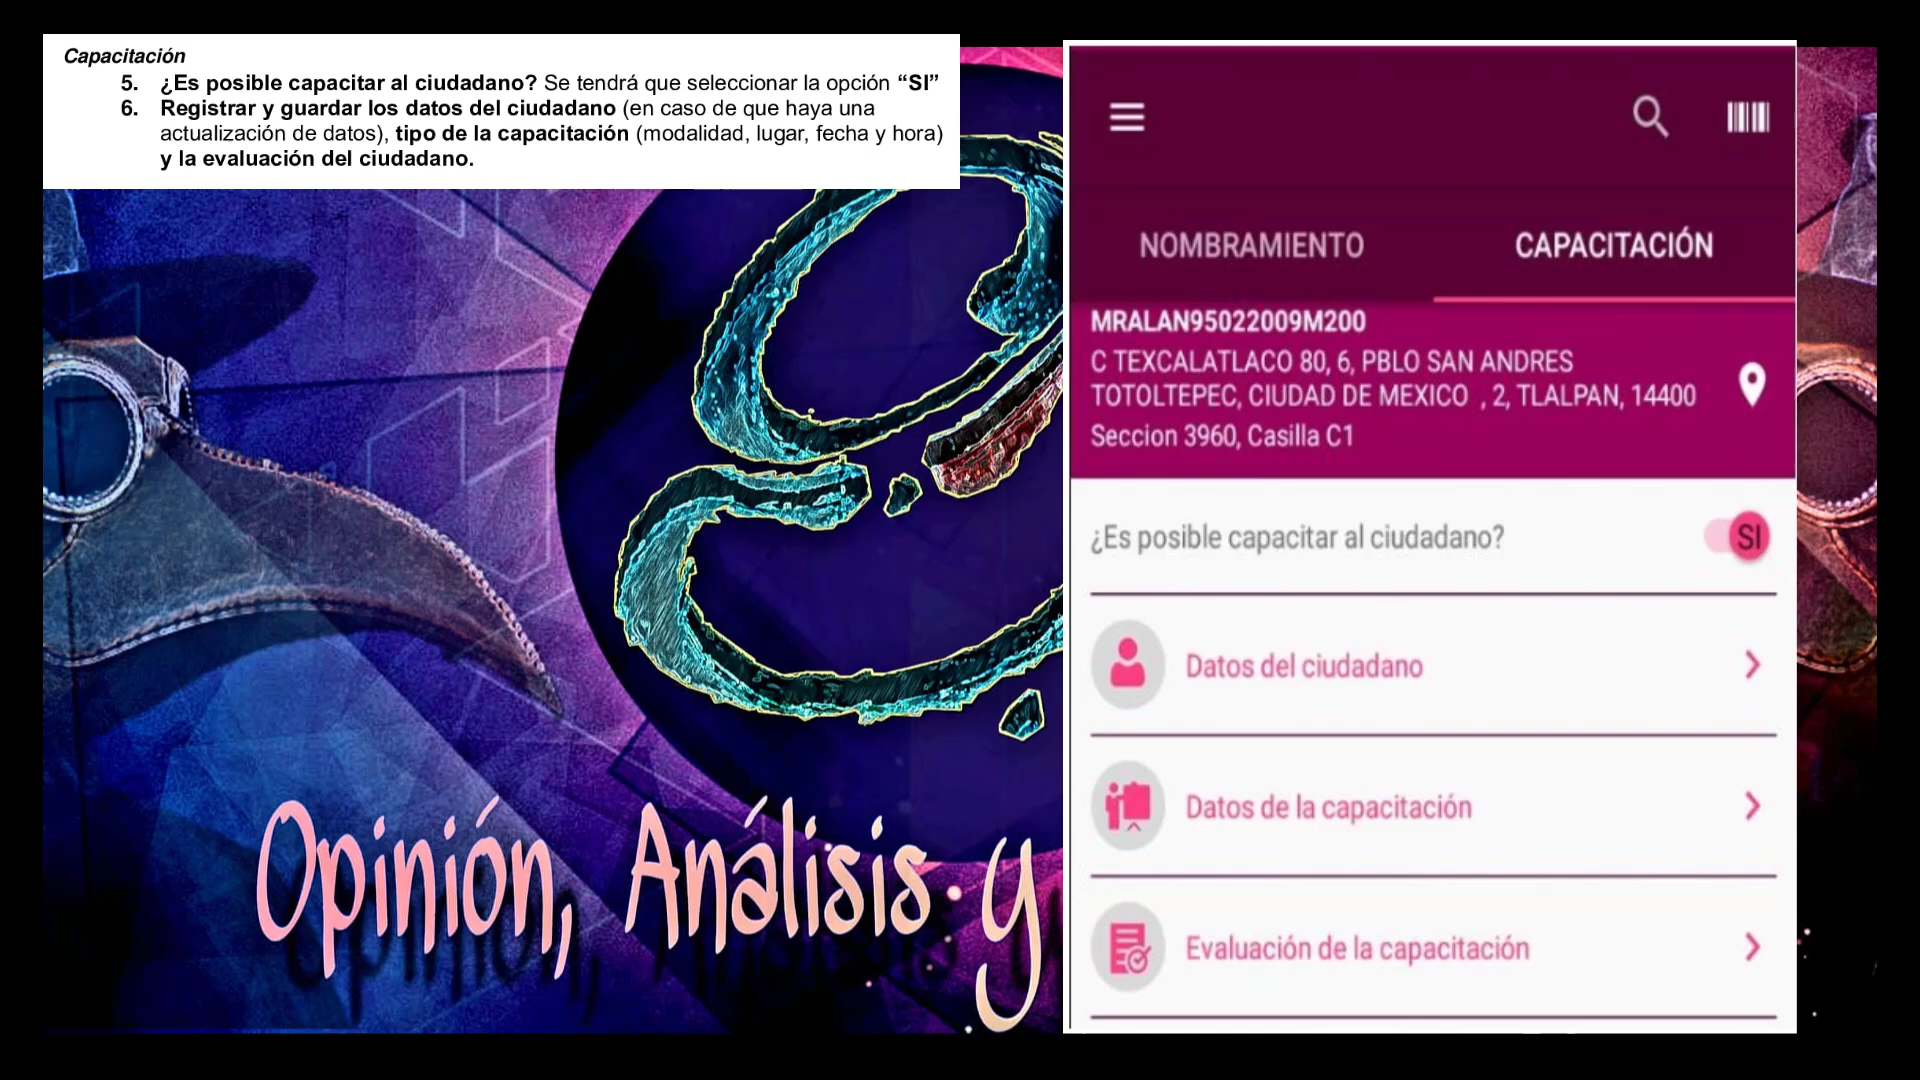 Capacitación
5. ¿Es posible capacitar al ciudadano? Se tendrá que seleccionar la opción “SI”
6. Registrar y guardar los datos del ciudadano (en caso de que haya una
actualización de datos), tipo de la capacitación (modalidad, lugar, fecha y hora)
y la evaluación del ciudadano.
Opinión, Análisis y
NOMBRAMIENTO
CAPACITACIÓN
MRALAN95022009M200
C TEXCALATLACO 80, 6, PBLO SAN ANDRES
TOTOLTEPEC, CIUDAD DE MEXICO , 2, TLALPAN, 14400
Seccion 3960, Casilla C1
¿Es posible capacitar al ciudadano?
SI
Datos del ciudadano
Datos de la capacitación
Evaluación de la capacitación